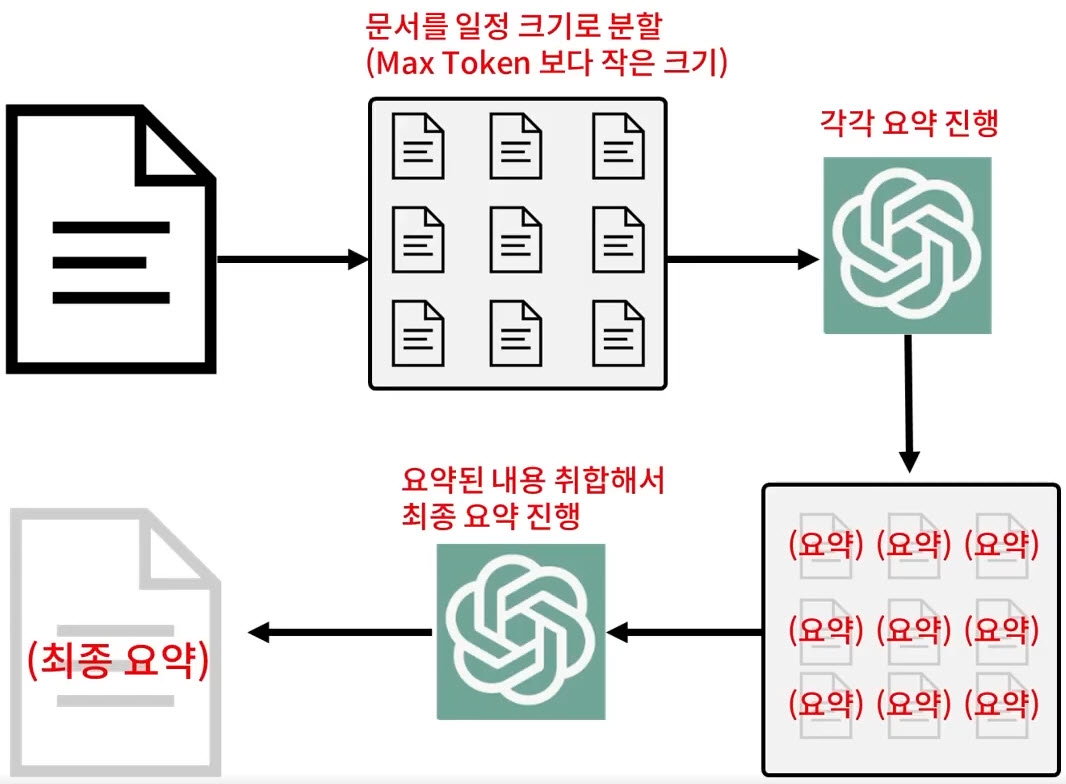 문서를 일정 크기로 분할
(Max Token 보다 작은 크기)
각각 요약 진행
(요약) (요약) (요약)
(요약) (요약) (요약)
(요약) (요약) (요약)
요약된 내용 취합해서
최종 요약 진행
(최종 요약)